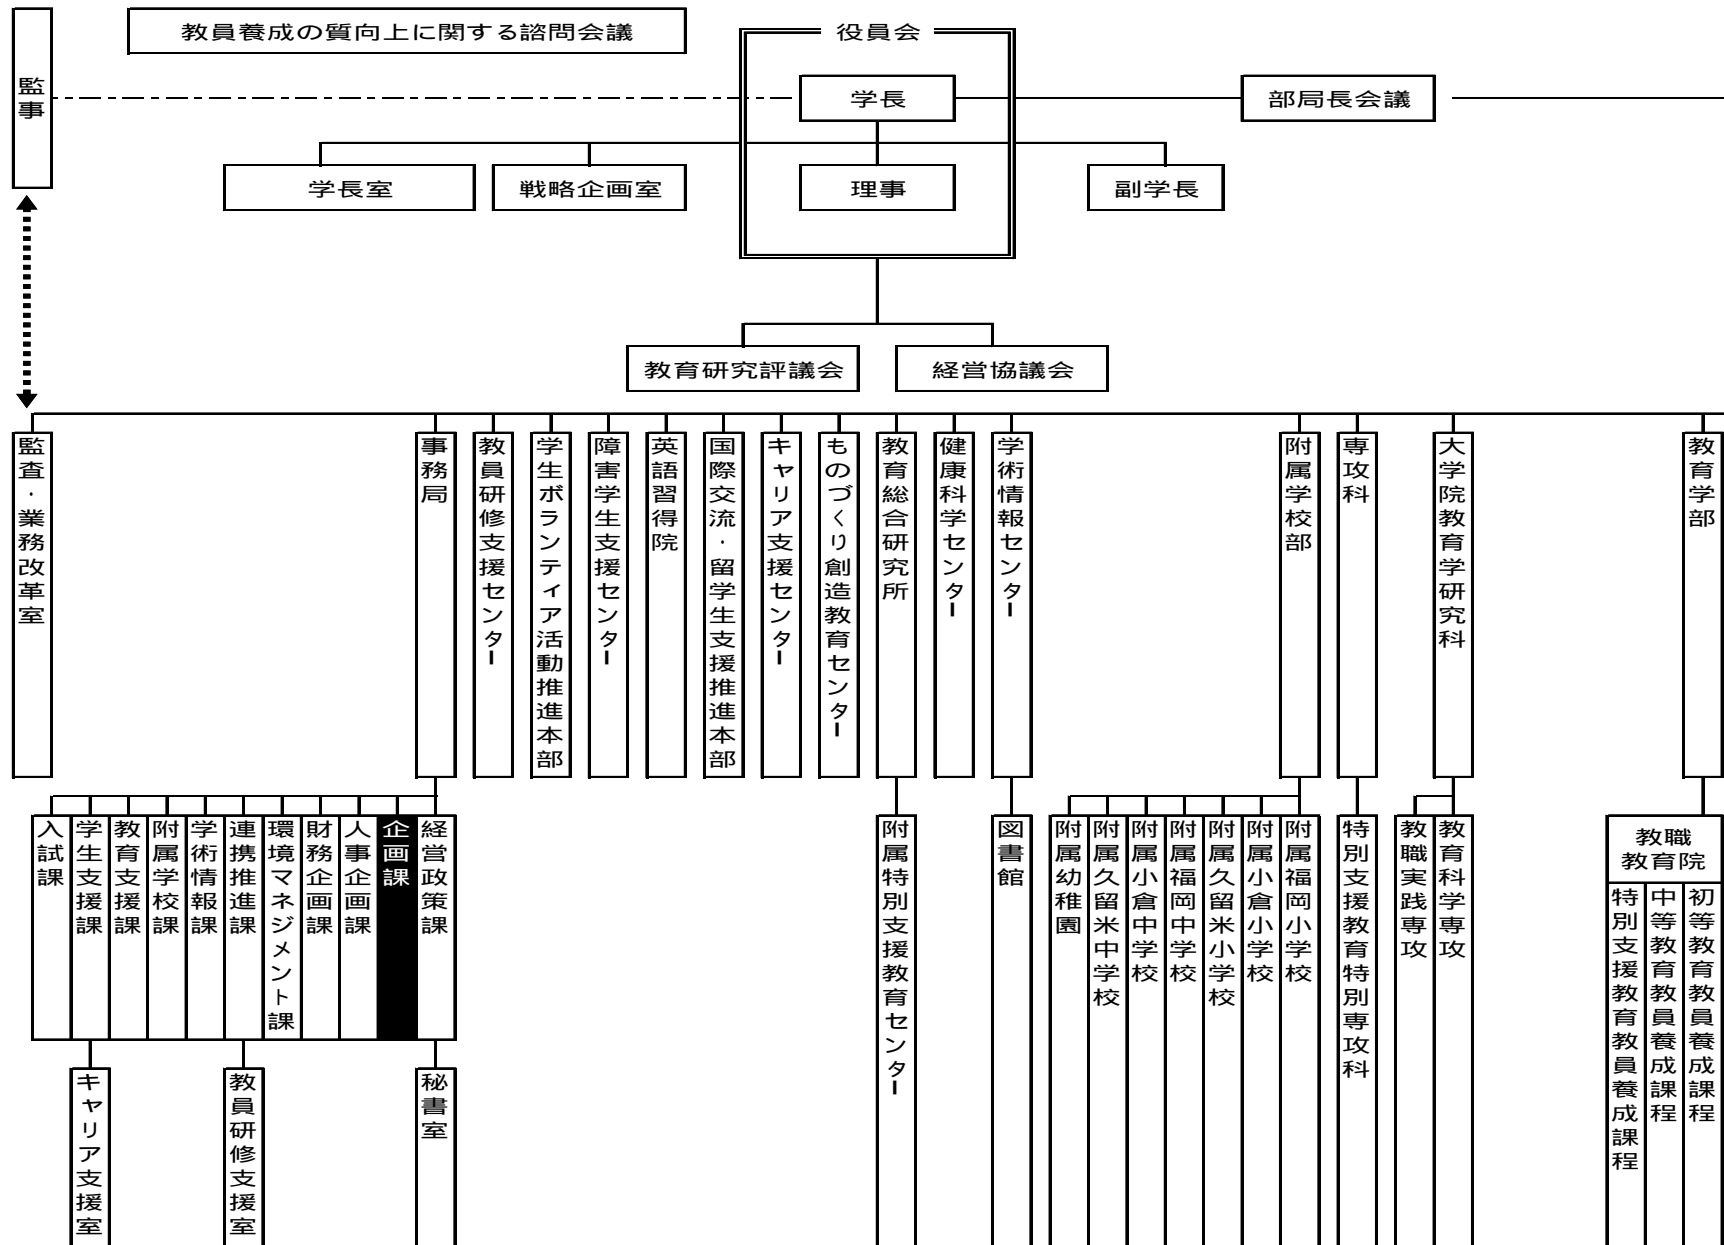 教員養成の質向上に関する諮問会議
役員会
監事
学長
部局長会議
学長室
戦略企画室
理事
副学長
教育研究評議会
経営協議会
監査・業務改革室
事務局
教員研修支援センター
学生ボランティア活動推進本部
障害学生支援センター
英語習得院
国際交流・留学生支援推進本部
キャリア支援センター
ものづくり創造教育センター
教育総合研究所
健康科学センター
学術情報センター
附属学校部
専攻科
大学院教育学研究科
教育学部
入試課
学生支援課
教育支援課
附属学校課
学術情報課
連携推進課
環境マネジメント課
財務企画課
人事企画課
企画課
経営政策課
附属特別支援教育センター
図書館
附属幼稚園
附属久留米中学校
附属小倉中学校
附属福岡中学校
附属久留米小学校
附属小倉小学校
附属福岡小学校
特別支援教育特別専攻科
教職実践専攻
教育科学専攻
教職
教育院
特別支援教育教員養成課程
中等教育教員養成課程
初等教育教員養成課程
キャリア支援室
教員研修支援室
秘書室